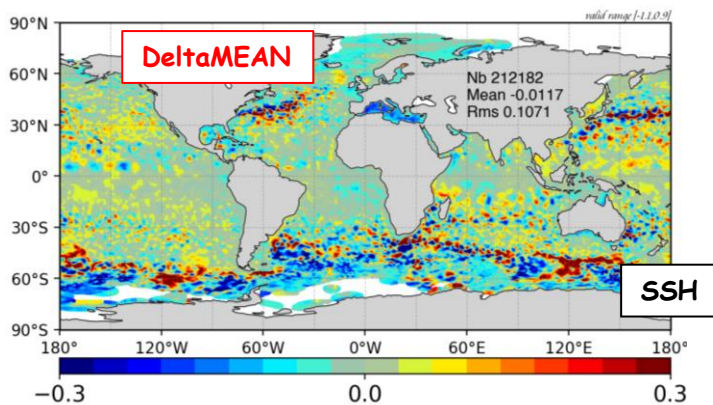 valid range [-1.1,0.9]
90°N
DeltaMEAN
60°N
Nb 212182
Mean -0.0117
Rms 0.1071
30°N
0°
30°S
60°S
SSH
90°S
180° 120°W 60°W 0°W 60°E 120°E 180°
−0.3 0.0 0.3